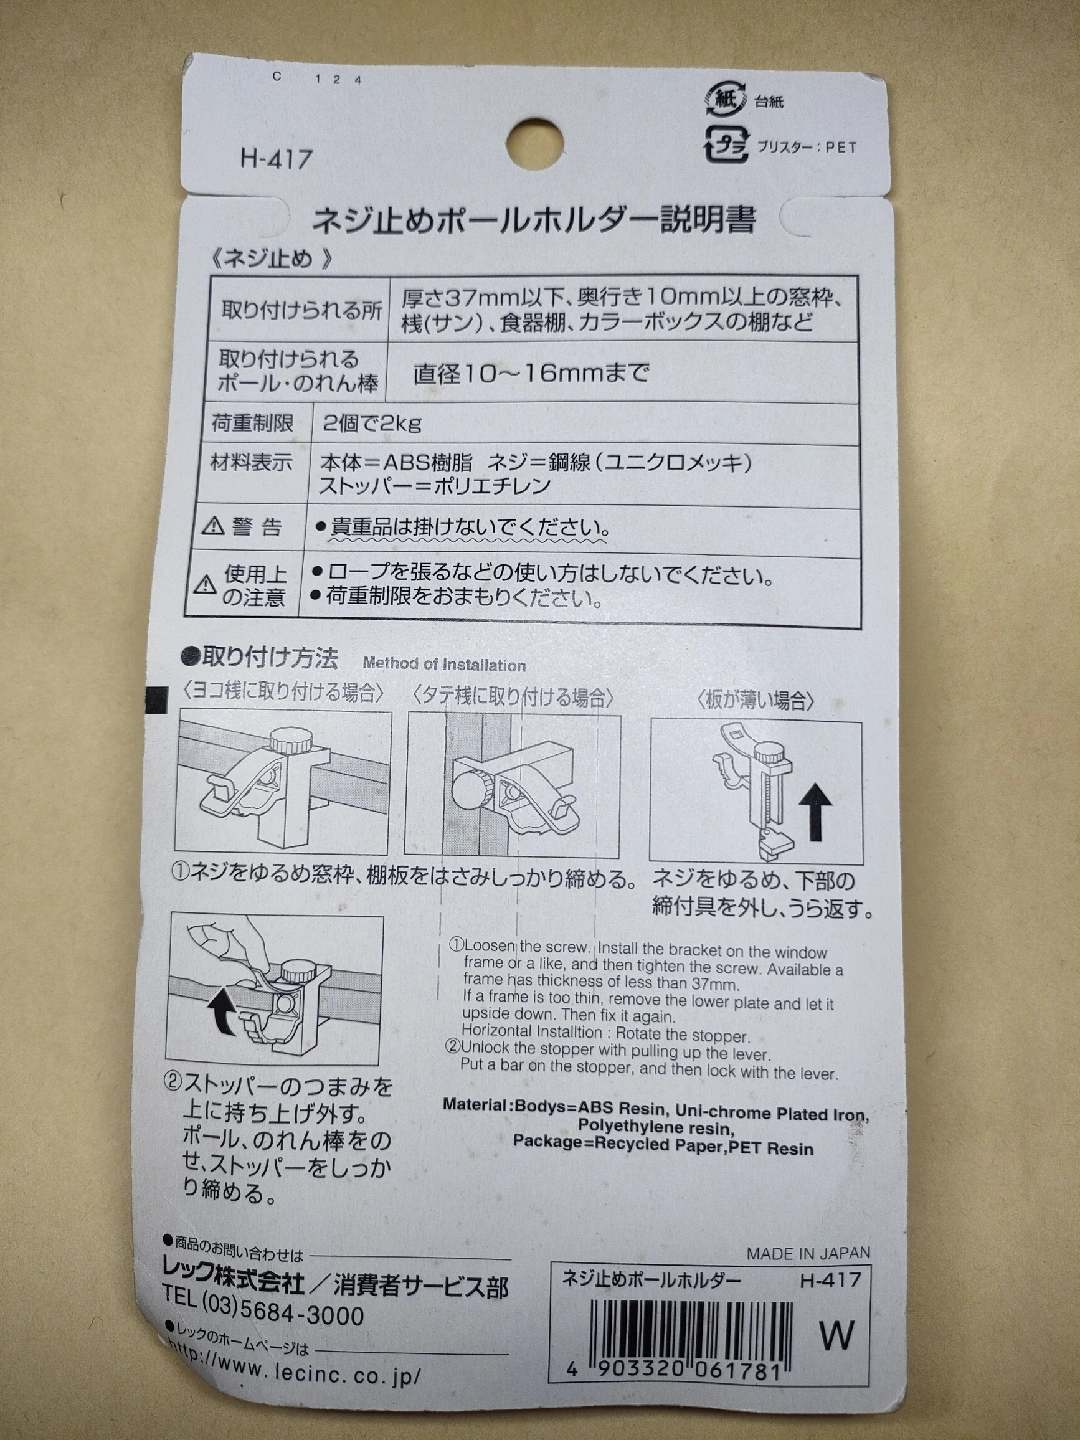 C 1 2 4
紙 台紙
プラ ブリスター：PET
H-417
ネジ止めポールホルダー説明書
《ネジ止め》
取り付けられる所
厚さ37mm以下、奥行き10mm以上の窓枠、
桟(サン)、食器棚、カラーボックスの棚など
取り付けられる
ポール・のれん棒
直径10〜16mmまで
荷重制限 2個で2kg
材料表示 本体＝ABS樹脂 ネジ＝鋼線（ユニクロメッキ）
ストッパー＝ポリエチレン
警告 ●貴重品は掛けないでください。
使用上
の注意
●ロープを張るなどの使い方はしないでください。
●荷重制限をおまもりください。
●取り付け方法 Method of Installation
〈ヨコ桟に取り付ける場合〉 〈タテ桟に取り付ける場合〉 〈板が薄い場合〉
①ネジをゆるめ窓枠、棚板をはさみしっかり締める。
ネジをゆるめ、下部の
締付具を外し、うら返す。
①Loosen the screw. Install the bracket on the window
frame or a like, and then tighten the screw. Available a
frame has thickness of less than 37mm.
If a frame is too thin, remove the lower plate and let it
upside down. Then fix it again.
Horizontal Installtion : Rotate the stopper.
②Unlock the stopper with pulling up the lever.
Put a bar on the stopper, and then lock with the lever.
②ストッパーのつまみを
上に持ち上げ外す。
ポール、のれん棒をの
せ、ストッパーをしっか
り締める。
Material:Bodys=ABS Resin, Uni-chrome Plated Iron,
Polyethylene resin,
Package=Recycled Paper,PET Resin
●商品のお問い合わせは
レック株式会社／消費者サービス部
TEL (03)5684-3000
●レックのホームページは
http://www.lecinc.co.jp/
MADE IN JAPAN
ネジ止めポールホルダー H-417
W
4 903320 061781